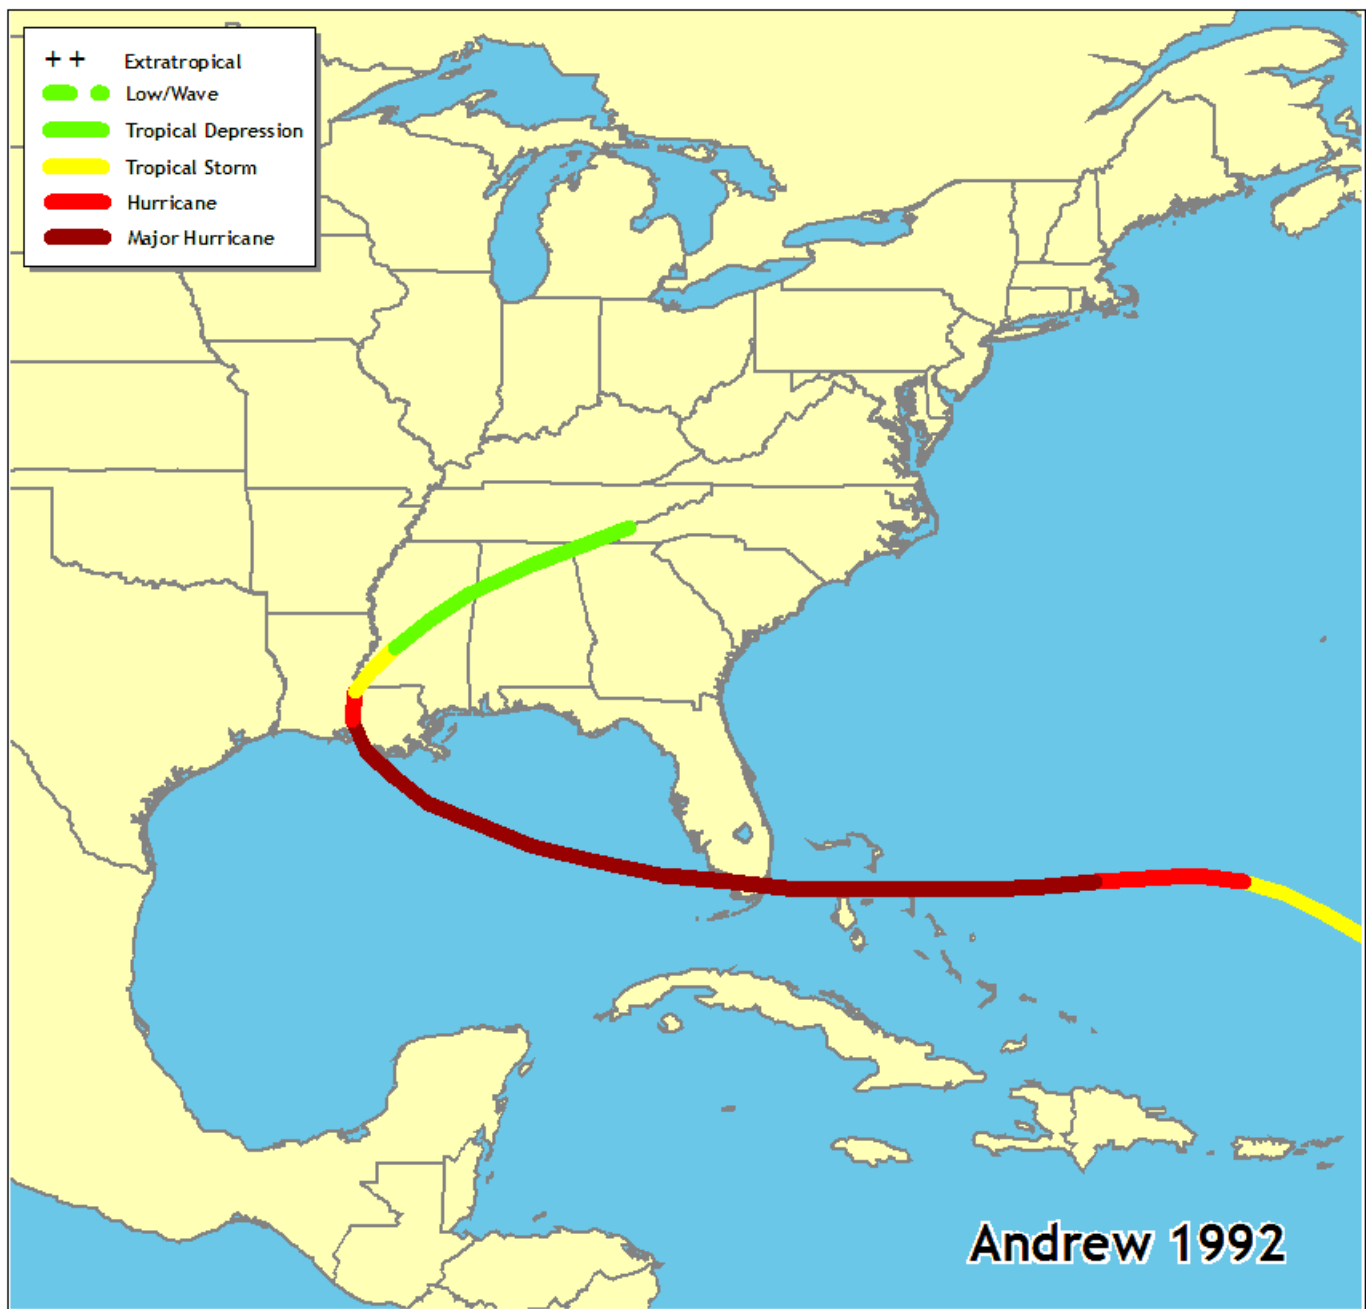 ++ Extratropical
Low/Wave
Tropical Depression
Tropical Storm
Hurricane
Major Hurricane
Andrew 1992